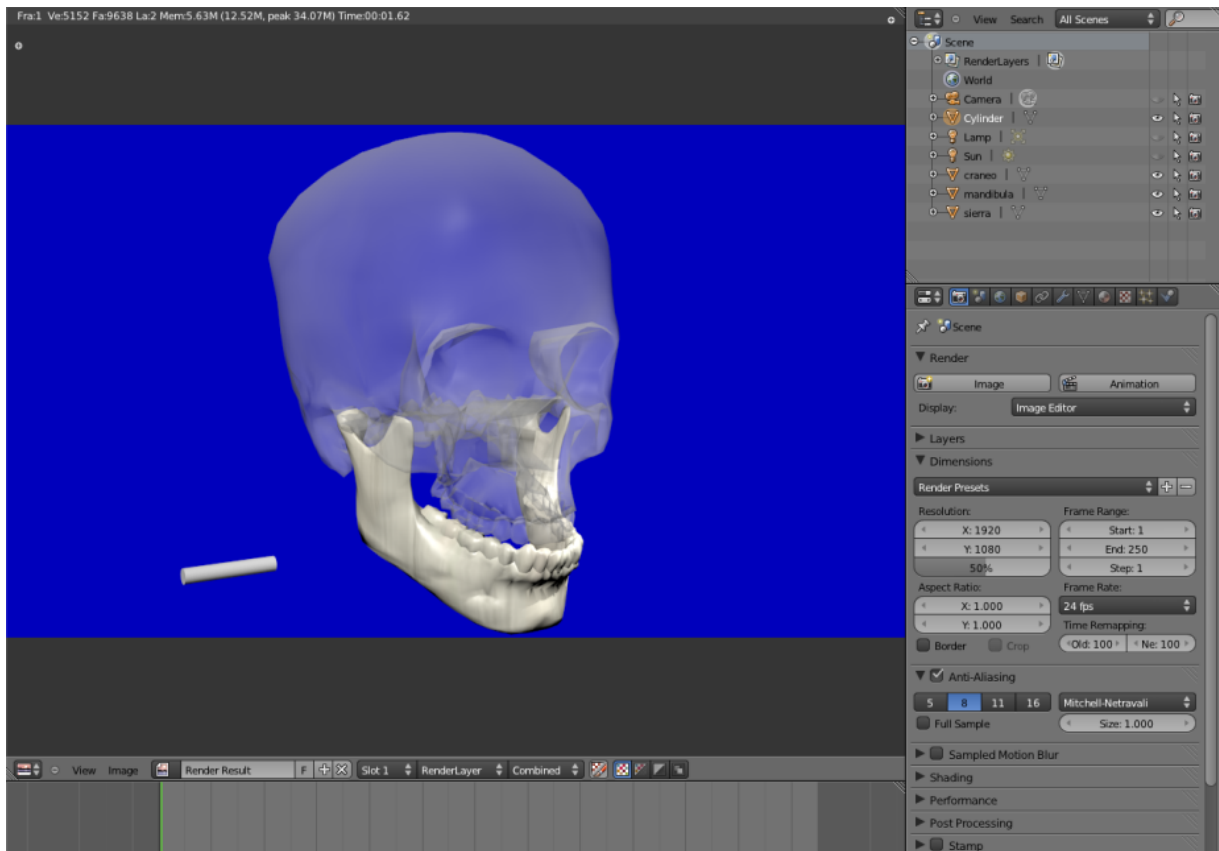 Fra:1 Ve:5152 Fa:9638 La:2 Mem:5.63M (12.52M, peak 34.07M) Time:00:01.62
View Search All Scenes
Scene
RenderLayers
World
Camera
Cylinder
Lamp
Sun
craneo
mandibula
sierra
Scene
Render
Image Animation
Display: Image Editor
Layers
Dimensions
Render Presets
Resolution: Frame Range:
X: 1920 Start: 1
Y: 1080 End: 250
50% Step: 1
Aspect Ratio: Frame Rate:
X: 1.000 24 fps
Y: 1.000 Time Remapping:
Border Crop Old: 100 Ne: 100
Anti-Aliasing
5 8 11 16 Mitchell-Netravali
Full Sample Size: 1.000
Sampled Motion Blur
Shading
Performance
Post Processing
Stamp
View Image Render Result F Slot 1 RenderLayer Combined